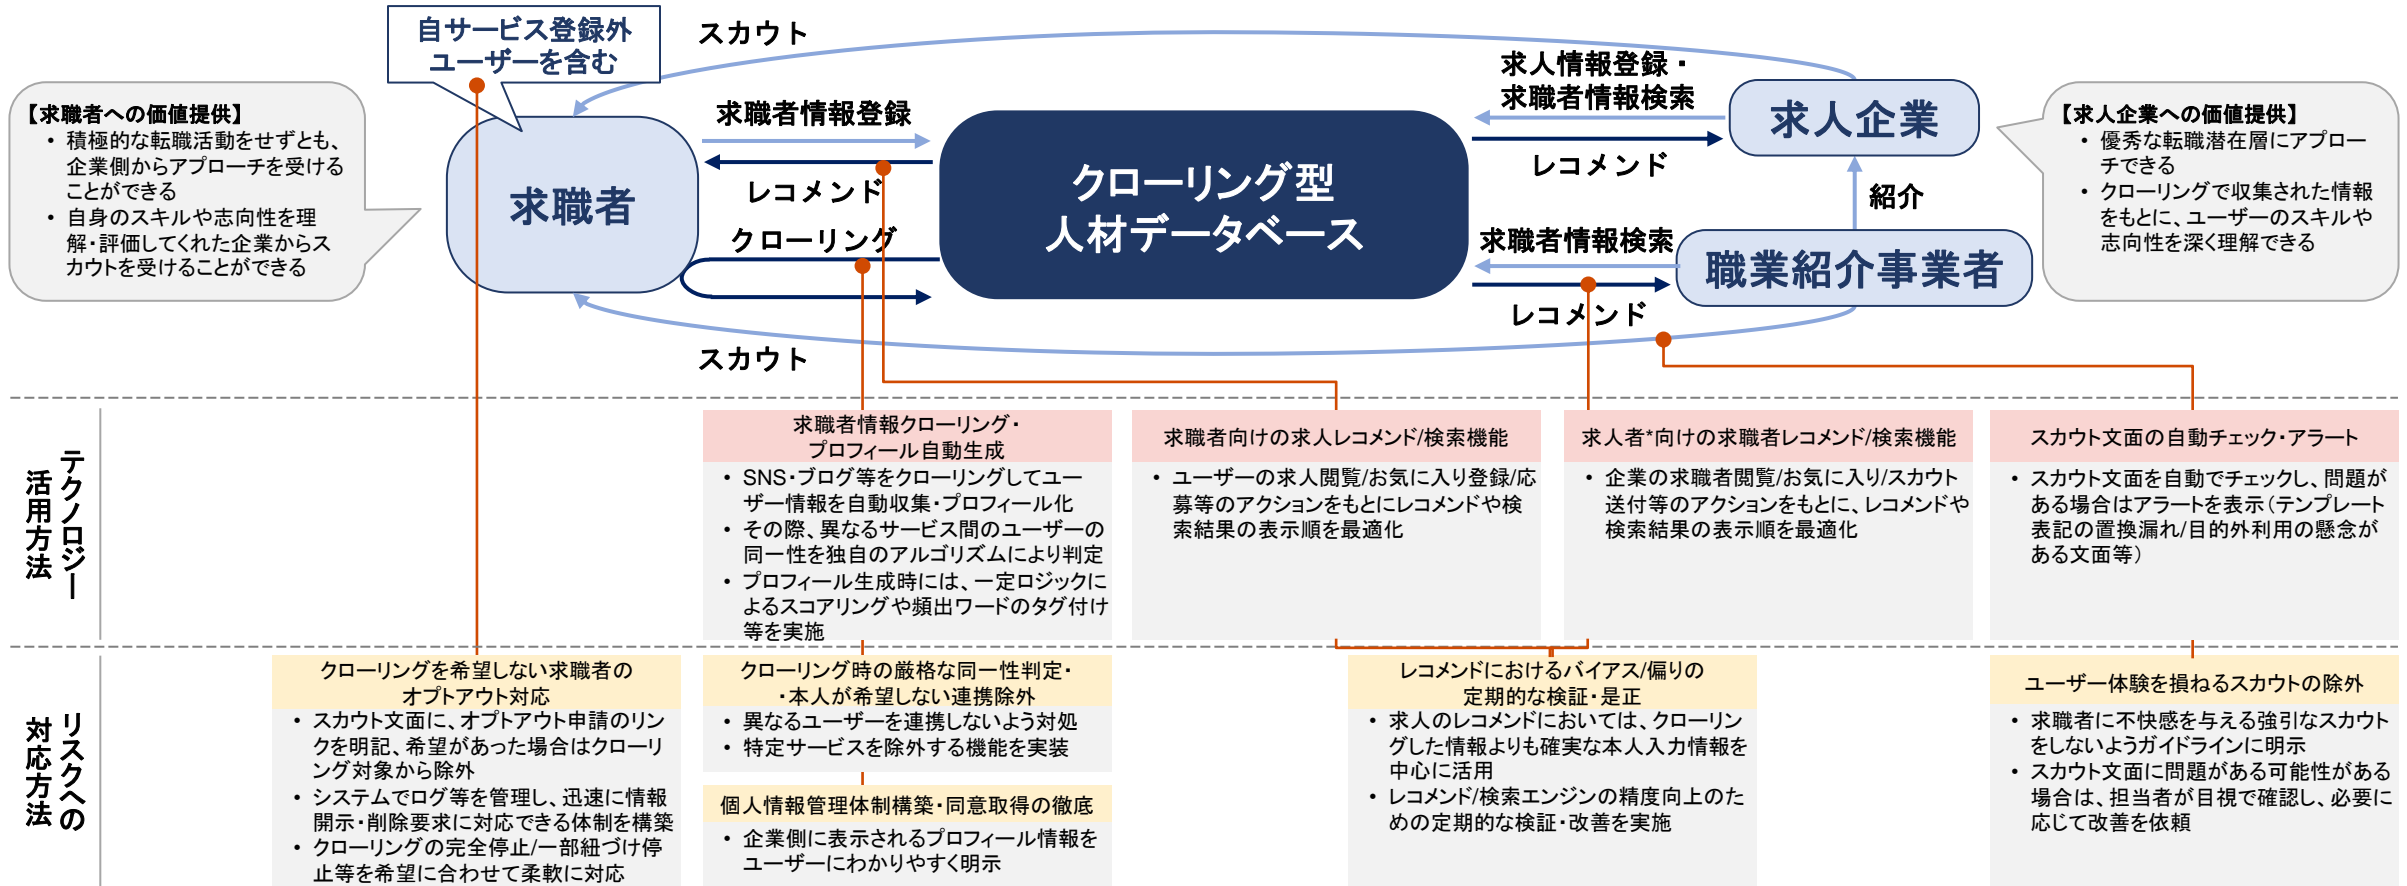 自サービス登録外
ユーザーを含む
スカウト
求人情報登録・
求職者情報検索
【求職者への価値提供】
• 積極的な転職活動をせずとも、
企業側からアプローチを受ける
ことができる
• 自身のスキルや志向性を理
解・評価してくれた企業からス
カウトを受けることができる
求職者
求職者情報登録
レコメンド
クローリング
クローリング型
人材データベース
レコメンド
求人企業
紹介
求職者情報検索
職業紹介事業者
レコメンド
スカウト
【求人企業への価値提供】
• 優秀な転職潜在層にアプロー
チできる
• クローリングで収集された情報
をもとに、ユーザーのスキルや
志向性を深く理解できる
テクノロジー
活用方法
求職者情報クローリング・
プロフィール自動生成
• SNS・ブログ等をクローリングしてユー
ザー情報を自動収集・プロフィール化
• その際、異なるサービス間のユーザーの
同一性を独自のアルゴリズムにより判定
• プロフィール生成時には、一定ロジックに
よるスコアリングや頻出ワードのタグ付け
等を実施
求職者向けの求人レコメンド/検索機能
• ユーザーの求人閲覧/お気に入り登録/応
募等のアクションをもとにレコメンドや検
索結果の表示順を最適化
求人者*向けの求職者レコメンド/検索機能
• 企業の求職者閲覧/お気に入り/スカウト
送付等のアクションをもとに、レコメンドや
検索結果の表示順を最適化
スカウト文面の自動チェック・アラート
• スカウト文面を自動でチェックし、問題が
ある場合はアラートを表示（テンプレート
表記の置換漏れ/目的外利用の懸念が
ある文面等）
リスクへの
対応方法
クローリングを希望しない求職者の
オプトアウト対応
• スカウト文面に、オプトアウト申請のリン
クを明記、希望があった場合はクローリ
ング対象から除外
• システムでログ等を管理し、迅速に情報
開示・削除要求に対応できる体制を構築
• クローリングの完全停止/一部紐づけ停
止等を希望に合わせて柔軟に対応
クローリング時の厳格な同一性判定・
・本人が希望しない連携除外
• 異なるユーザーを連携しないよう対処
• 特定サービスを除外する機能を実装
個人情報管理体制構築・同意取得の徹底
• 企業側に表示されるプロフィール情報を
ユーザーにわかりやすく明示
レコメンドにおけるバイアス/偏りの
定期的な検証・是正
• 求人のレコメンドにおいては、クローリン
グした情報よりも確実な本人入力情報を
中心に活用
• レコメンド/検索エンジンの精度向上のた
めの定期的な検証・改善を実施
ユーザー体験を損ねるスカウトの除外
• 求職者に不快感を与える強引なスカウト
をしないようガイドラインに明示
• スカウト文面に問題がある可能性がある
場合は、担当者が目視で確認し、必要に
応じて改善を依頼